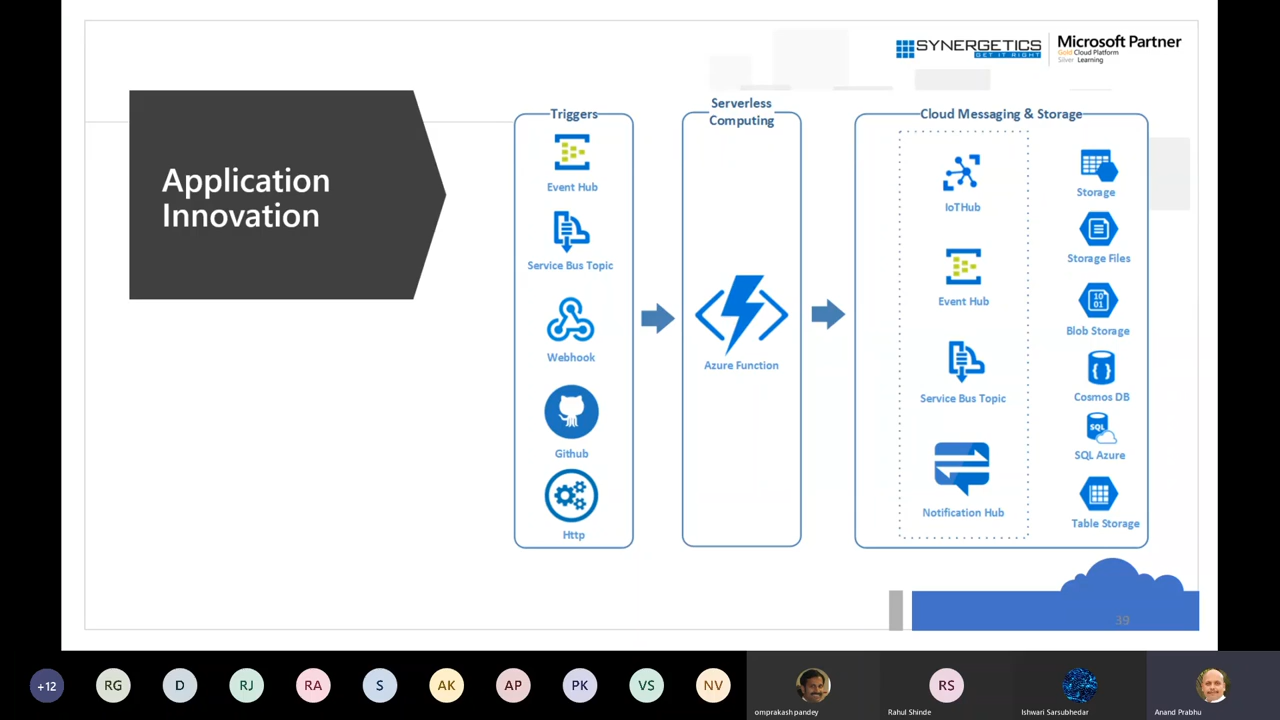 SYNERGETICS
GET IT RIGHT
Microsoft Partner
Gold Cloud Platform
Silver Learning
Application
Innovation
Triggers
Event Hub
Service Bus Topic
Webhook
Github
Http
Serverless
Computing
Azure Function
Cloud Messaging & Storage
IoTHub
Event Hub
Service Bus Topic
Notification Hub
Storage
Storage Files
10
01
Blob Storage
Cosmos DB
SQL
SQL Azure
Table Storage
39
+12
RG
D
RJ
RA
S
AK
AP
PK
VS
NV
omprakash pandey
RS
Rahul Shinde
Ishwari Sarsubhedar
Anand Prabhu